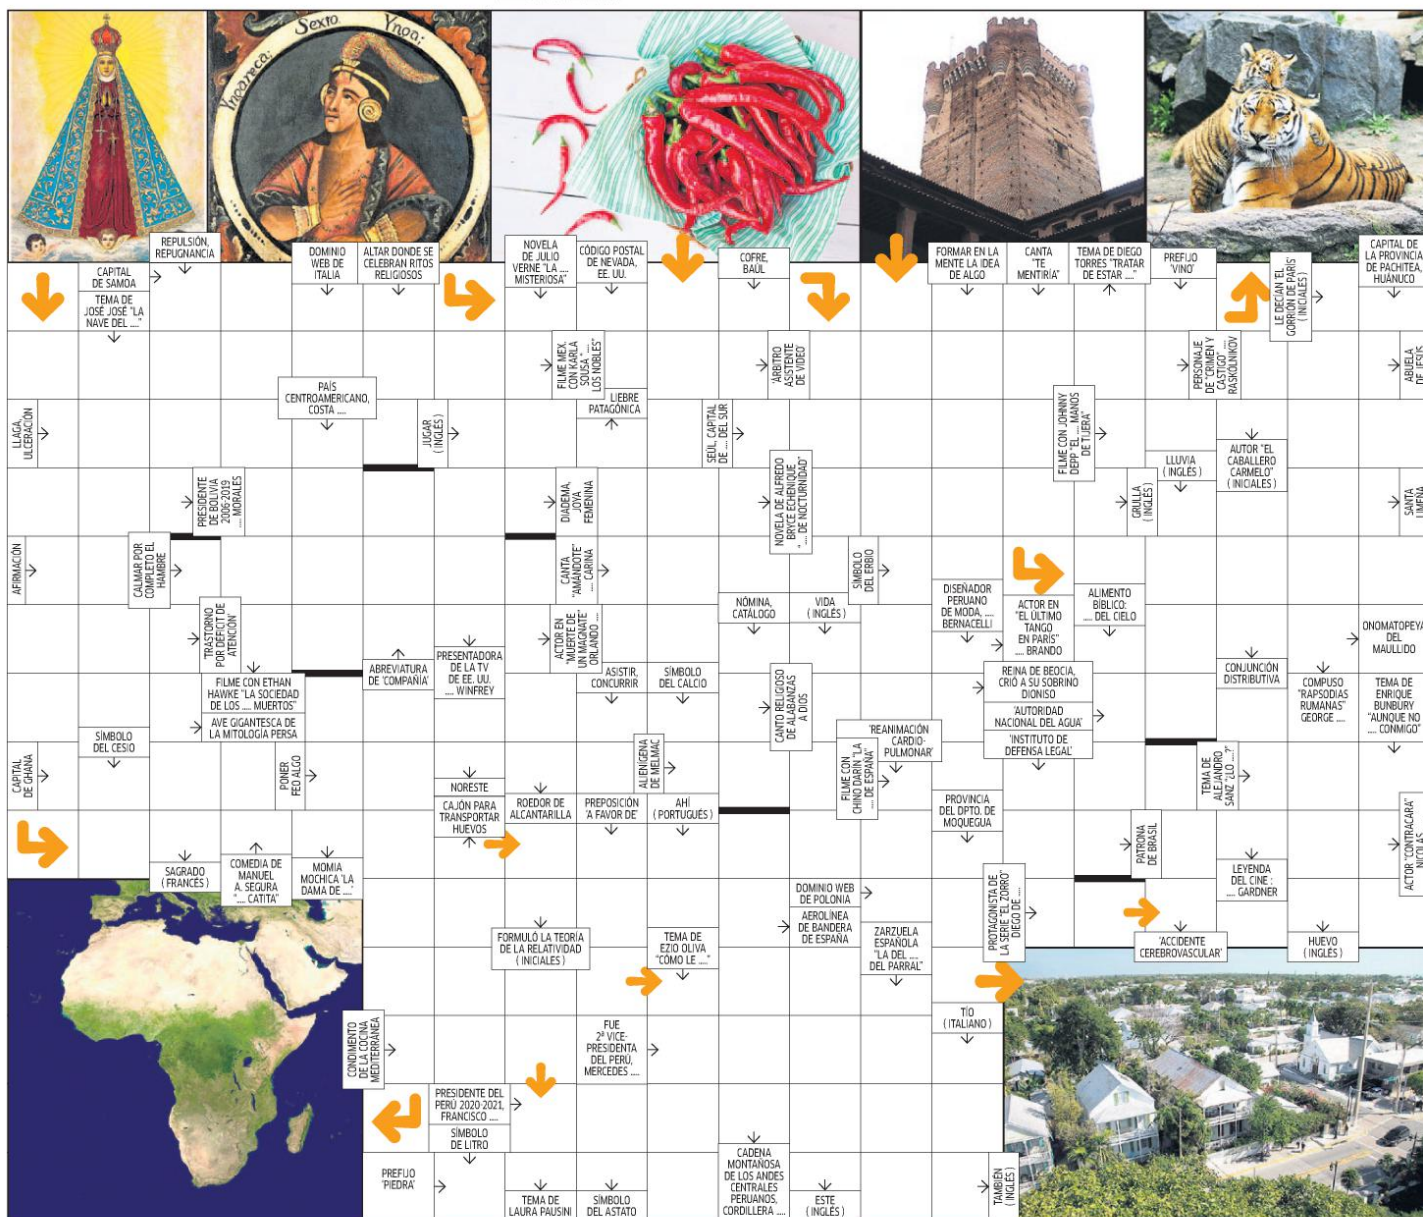 Ynoareca;
Sexto
Ynoa;
REPULSIÓN,
REPUGNANCIA
DOMINIO
WEB DE
ITALIA
ALTAR DONDE SE
CELEBRAN RITOS
RELIGIOSOS
NOVELA
DE JULIO
VERNE "LA ....
MISTERIOSA"
CÓDIGO POSTAL
DE NEVADA,
EE. UU.
COFRE,
BAÚL
FORMAR EN LA
MENTE LA IDEA
DE ALGO
CANTA
"TE
MENTIRÍA"
TEMA DE DIEGO
TORRES "TRATAR
DE ESTAR ...."
PREFIJO
'VINO'
LE DECÍAN 'EL
GORRIÓN DE PARÍS'
( INICIALES )
CAPITAL DE
LA PROVINCIA
DE PACHITEA,
HUÁNUCO
CAPITAL
DE SAMOA
TEMA DE
JOSÉ JOSÉ "LA
NAVE DEL ...."
FILME MEX.
CON KARLA
SOUSA " ....
LOS NOBLES"
'ÁRBITRO
ASISTENTE
DE VIDEO'
PERSONAJE
DE "CRIMEN Y
CASTIGO" ....
RASKÓLNIKOV
ABUELA
DE JESÚS
PAÍS
CENTROAMERICANO,
COSTA ....
LIEBRE
PATAGÓNICA
LLAGA,
ULCERACIÓN
JUGAR
( INGLÉS )
SEÚL, CAPITAL
DE .... DEL SUR
FILME CON JOHNNY
DEPP "EL .... MANOS
DE TIJERA"
LLUVIA
( INGLÉS )
AUTOR "EL
CABALLERO
CARMELO"
( INICIALES )
PRESIDENTE
DE BOLIVIA
2006-2019
.... MORALES
DIADEMA,
JOYA
FEMENINA
NOVELA DE ALFREDO
BRYCE ECHENIQUE
" .... DE NOCTURNIDAD"
GRULLA
( INGLÉS )
SANTA
LIMEÑA
AFIRMACIÓN
CALMAR POR
COMPLETO EL
HAMBRE
CANTA
"AMÁNDOTE"
.... CARINA
SÍMBOLO
DEL ERBIO
'TRASTORNO
POR DÉFICIT DE
ATENCIÓN'
ACTOR EN
"MUERTE DE
UN MAGNATE"
ORLANDO ....
NÓMINA,
CATÁLOGO
VIDA
( INGLÉS )
DISEÑADOR
PERUANO
DE MODA, ....
BERNACELLI
ACTOR EN
"EL ÚLTIMO
TANGO
EN PARÍS"
.... BRANDO
ALIMENTO
BÍBLICO:
.... DEL CIELO
ONOMATOPEYA
DEL
MAULLIDO
ABREVIATURA
DE 'COMPAÑÍA'
PRESENTADORA
DE LA TV
DE EE. UU.
.... WINFREY
ASISTIR,
CONCURRIR
SÍMBOLO
DEL CALCIO
CONJUNCIÓN
DISTRIBUTIVA
FILME CON ETHAN
HAWKE "LA SOCIEDAD
DE LOS .... MUERTOS"
AVE GIGANTESCA DE
LA MITOLOGÍA PERSA
CANTO RELIGIOSO
DE ALABANZAS
A DIOS
REINA DE BEOCIA,
CRIÓ A SU SOBRINO
DIONISO
'AUTORIDAD
NACIONAL DEL AGUA'
'INSTITUTO DE
DEFENSA LEGAL'
COMPUSO
"RAPSODIAS
RUMANAS"
GEORGE ....
TEMA DE
ENRIQUE
BUNBURY
"AUNQUE NO
.... CONMIGO"
SÍMBOLO
DEL CESIO
'REANIMACIÓN
CARDIO-
PULMONAR'
CAPITAL
DE GHANA
PONER
FEO ALGO
ALIENÍGENA
DE MELMAC
FILME CON
CHINO DARÍN "LA
.... DE ESPAÑA"
TEMA DE
ALEJANDRO
SANZ "¿LO ....?"
NORESTE
CAJÓN PARA
TRANSPORTAR
HUEVOS
ROEDOR DE
ALCANTARILLA
PREPOSICIÓN
'A FAVOR DE'
AHÍ
( PORTUGUÉS )
PROVINCIA
DEL DPTO. DE
MOQUEGUA
PATRONA
DE BRASIL
ACTOR "CONTRACARA"
NICOLAS
SAGRADO
( FRANCÉS )
COMEDIA DE
MANUEL
A. SEGURA
".... CATITA"
MOMIA
MOCHICA 'LA
DAMA DE ....'
LEYENDA
DEL CINE :
.... GARDNER
DOMINIO WEB
DE POLONIA
AEROLÍNEA
DE BANDERA
DE ESPAÑA
PROTAGONISTA DE
LA SERIE "EL ZORRO"
DIEGO DE ....
FORMULÓ LA TEORÍA
DE LA RELATIVIDAD
( INICIALES )
TEMA DE
EZIO OLIVA
"CÓMO LE ...."
ZARZUELA
ESPAÑOLA
"LA DEL ....
DEL PARRAL"
'ACCIDENTE
CEREBROVASCULAR'
HUEVO
( INGLÉS )
CONDIMENTO
DE LA COCINA
MEDITERRÁNEA
FUE
2ª VICE-
PRESIDENTA
DEL PERÚ,
MERCEDES ....
TÍO
( ITALIANO )
PRESIDENTE DEL
PERÚ 2020-2021,
FRANCISCO ....
SÍMBOLO
DE LITRO
PREFIJO
'PIEDRA'
TEMA DE
LAURA PAUSINI
SÍMBOLO
DEL ASTATO
CADENA
MONTAÑOSA
DE LOS ANDES
CENTRALES
PERUANOS,
CORDILLERA ....
ESTE
( INGLÉS )
TAMBIÉN
( INGLÉS )